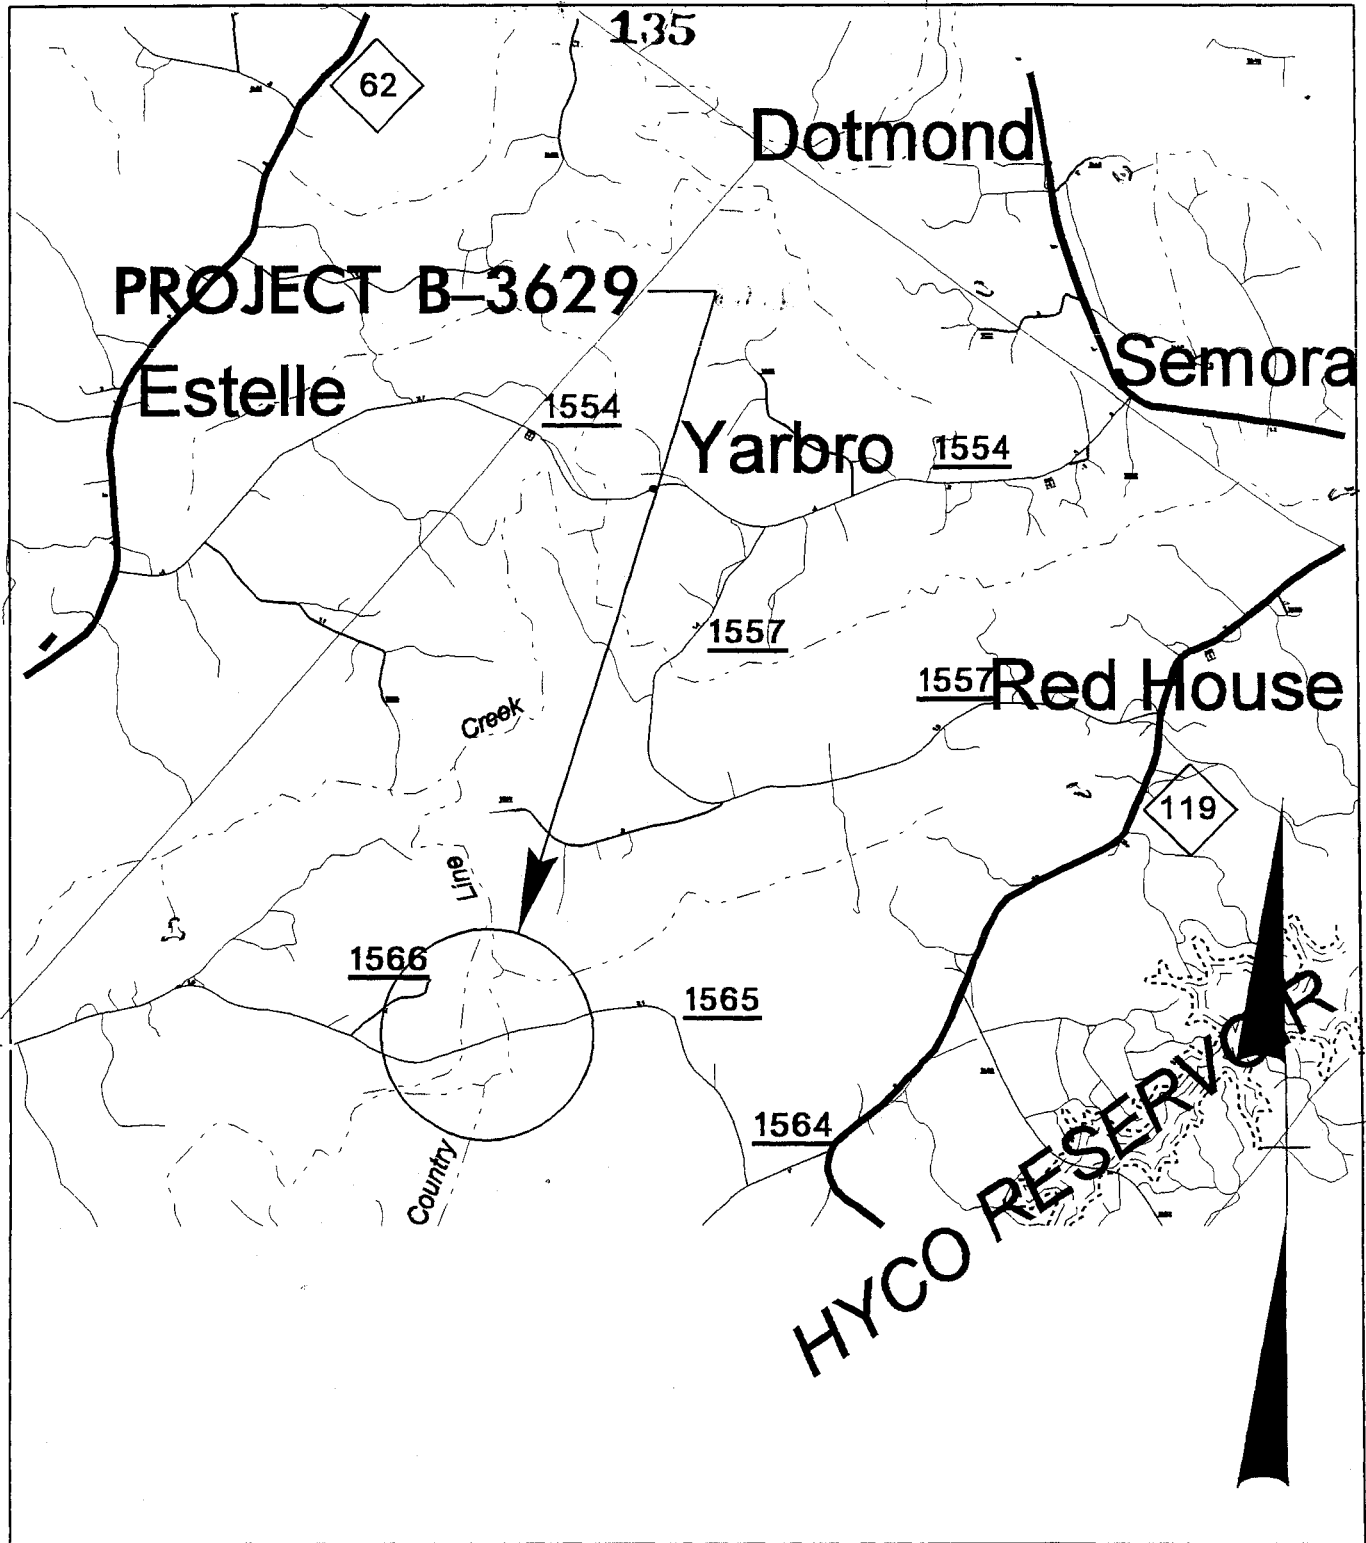 135
62
Dotmond
PROJECT B–3629
Semora
Estelle
1554
Yarbro
1554
1557
1557
Red House
Creek
119
Line
1566
1565
HYCO RESERVOR
1564
Country